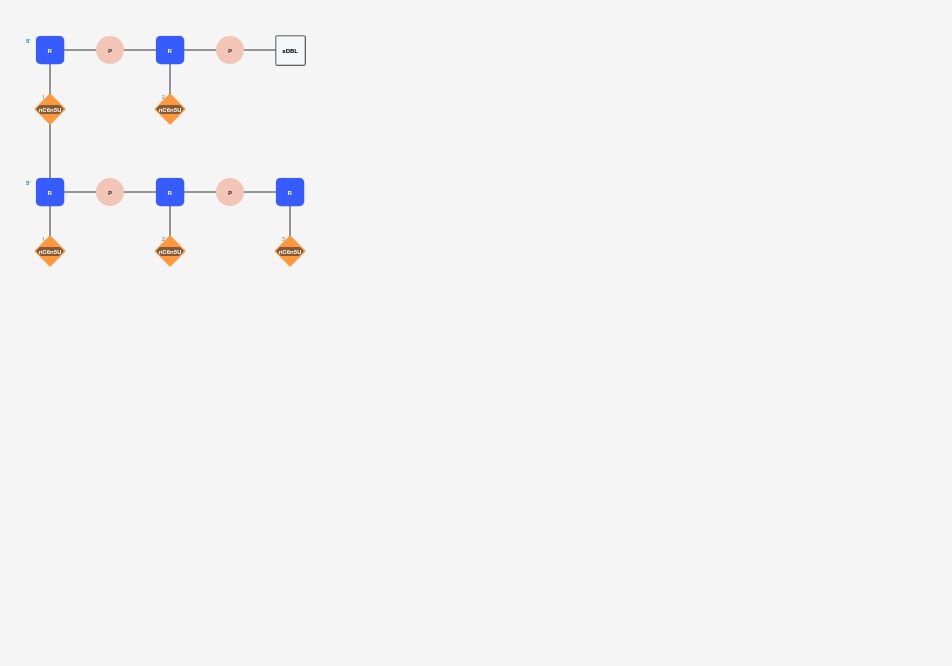 5'
R P R P sDBL
1 2
nC6n5U nC6n5U
5'
R P R P R
1 2 3
nC6n5U nC6n5U nC6n5U